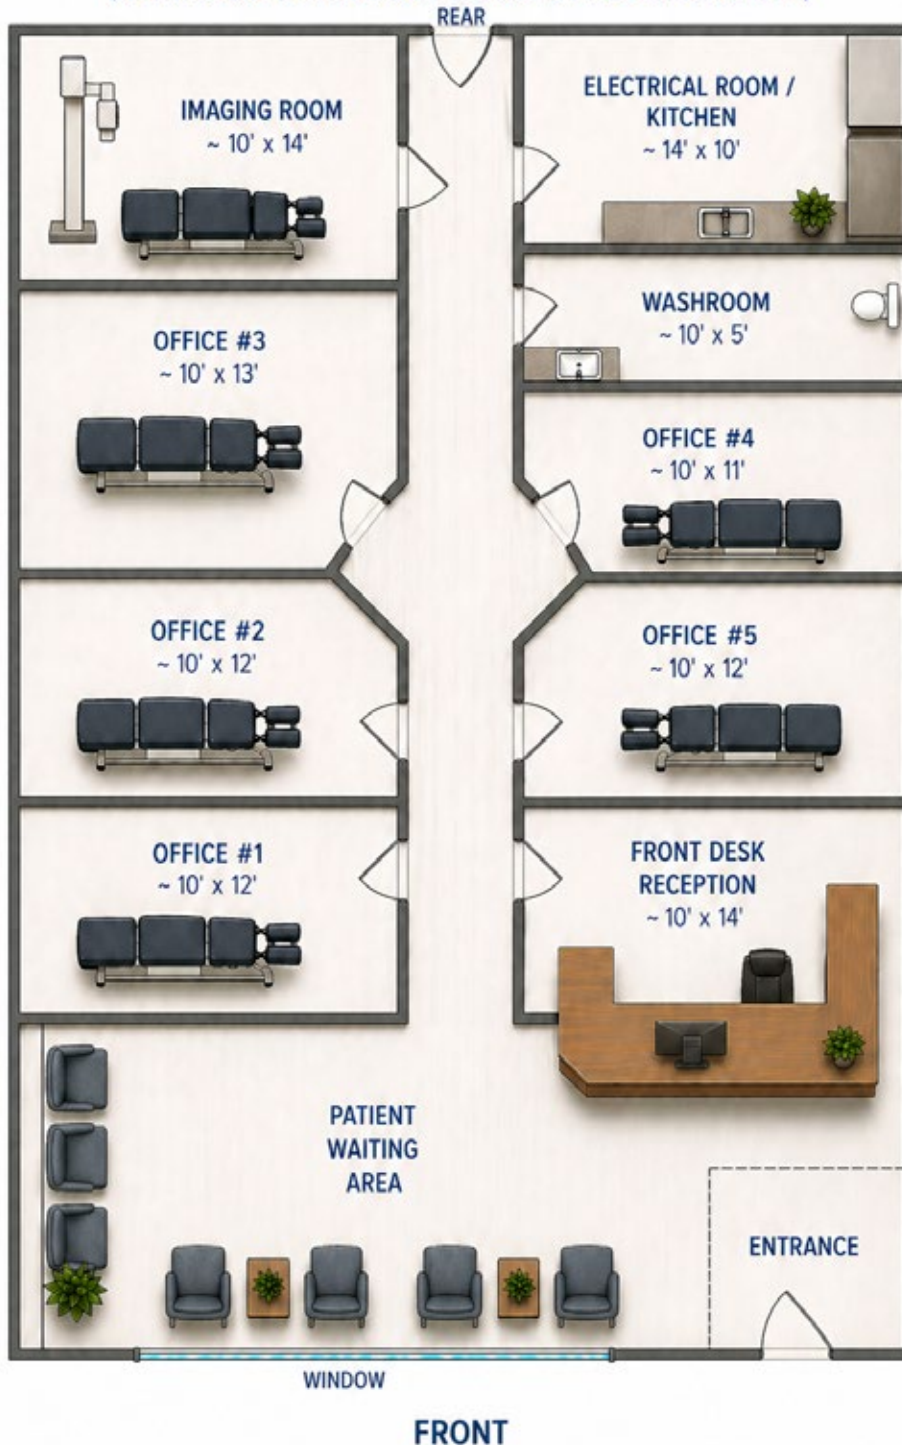 REAR
IMAGING ROOM
~ 10' x 14'
ELECTRICAL ROOM /
KITCHEN
~ 14' x 10'
WASHROOM
~ 10' x 5'
OFFICE #3
~ 10' x 13'
OFFICE #4
~ 10' x 11'
OFFICE #2
~ 10' x 12'
OFFICE #5
~ 10' x 12'
OFFICE #1
~ 10' x 12'
FRONT DESK
RECEPTION
~ 10' x 14'
PATIENT
WAITING
AREA
ENTRANCE
WINDOW
FRONT